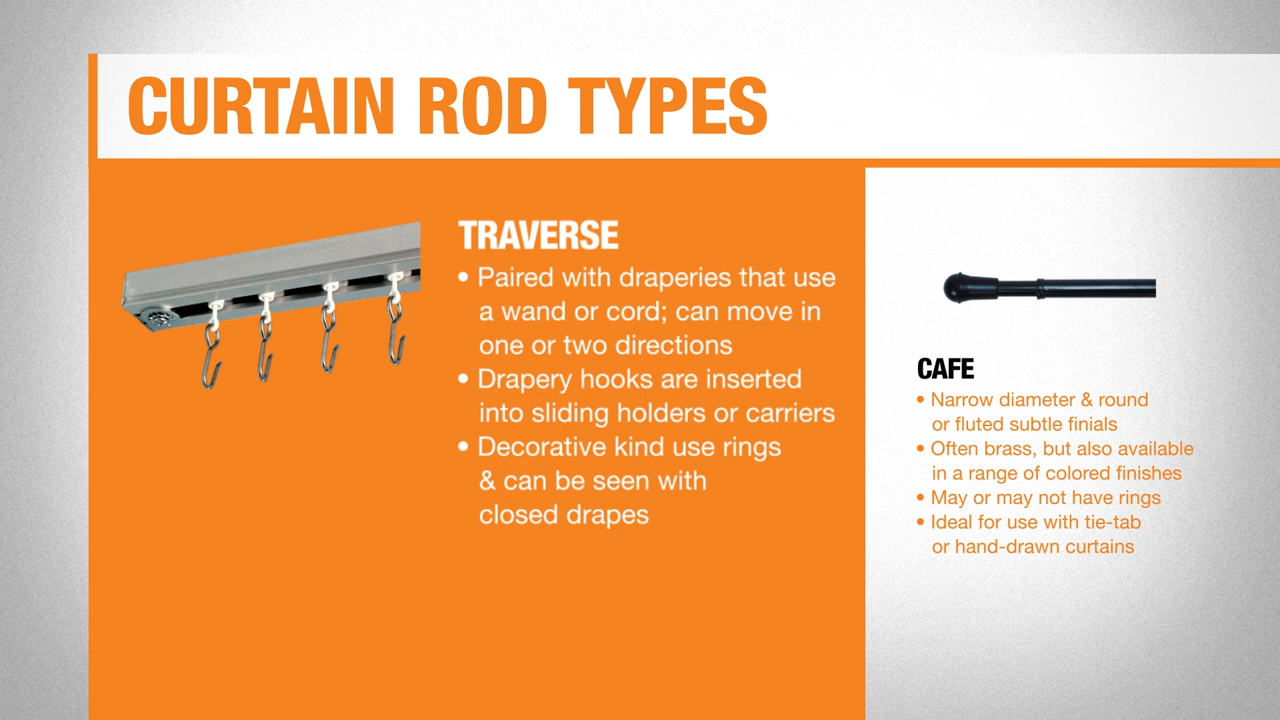 CURTAIN ROD TYPES
TRAVERSE
• Paired with draperies that use
a wand or cord; can move in
one or two directions
• Drapery hooks are inserted
into sliding holders or carriers
• Decorative kind use rings
& can be seen with
closed drapes
CAFE
• Narrow diameter & round
or fluted subtle finials
• Often brass, but also available
in a range of colored finishes
• May or may not have rings
• Ideal for use with tie-tab
or hand-drawn curtains